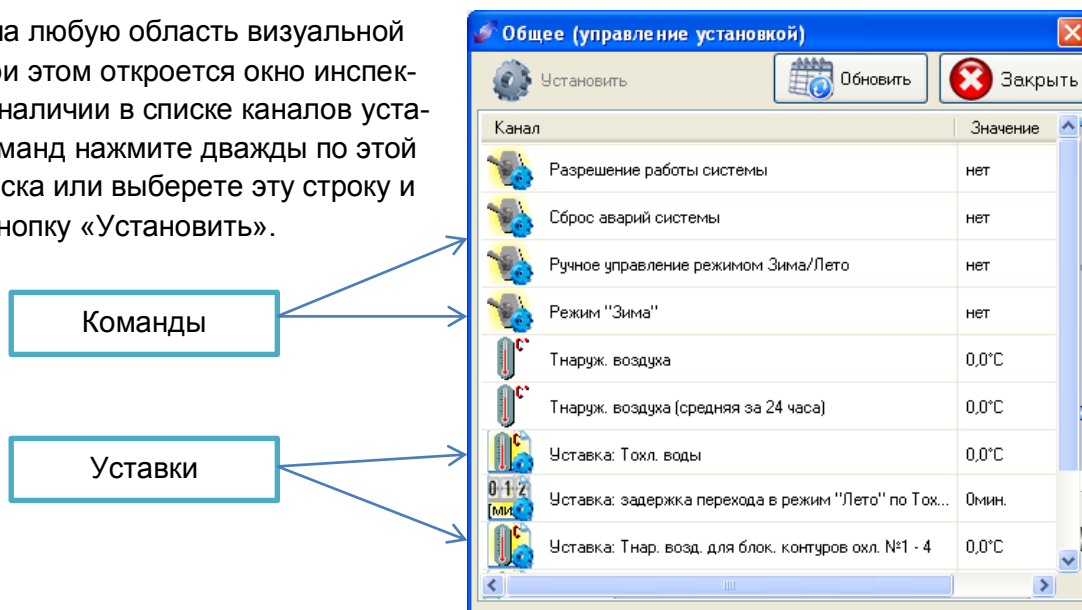 на любую область визуальной
ри этом откроется окно инспек-
наличии в списке каналов уста-
манд нажмите дважды по этой
ска или выберете эту строку и
нопку «Установить».
Команды
Уставки
Общее (управление установкой)
Установить
Обновить
Закрыть
Канал
Значение
Разрешение работы системы
нет
Сброс аварий системы
нет
Ручное управление режимом Зима/Лето
нет
Режим "Зима"
нет
Тнаруж. воздуха
0,0°C
Тнаруж. воздуха (средняя за 24 часа)
0,0°C
Уставка: Тохл. воды
0,0°C
Уставка: задержка перехода в режим "Лето" по Тох...
0мин.
Уставка: Тнар. возд. для блок. контуров охл. №1 - 4
0,0°C